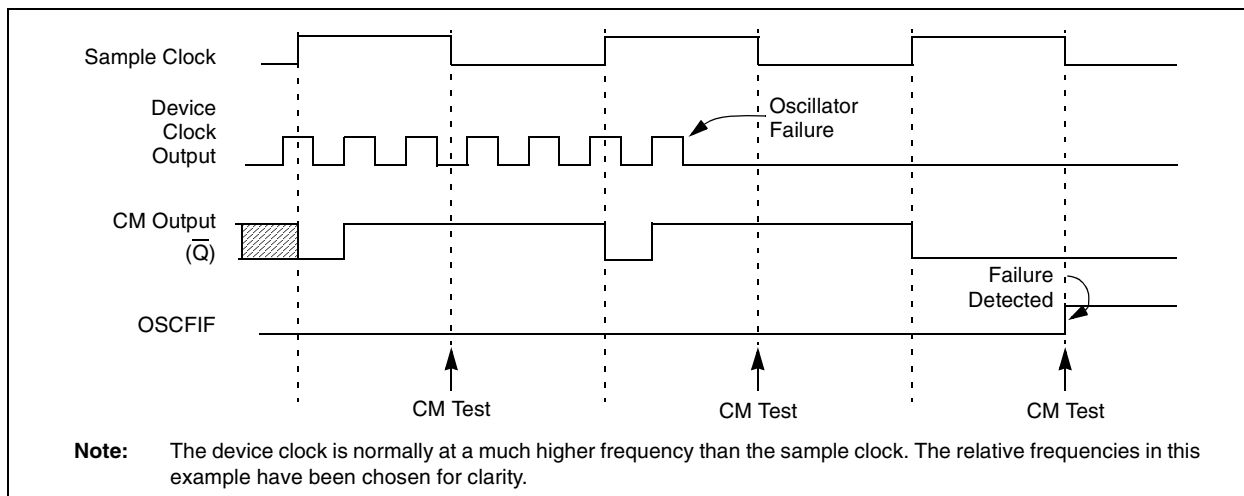 Sample Clock
Device
Clock
Output
Oscillator
Failure
CM Output
(Q̅)
Failure
Detected
OSCFIF
CM Test
CM Test
CM Test
Note: The device clock is normally at a much higher frequency than the sample clock. The relative frequencies in this
example have been chosen for clarity.